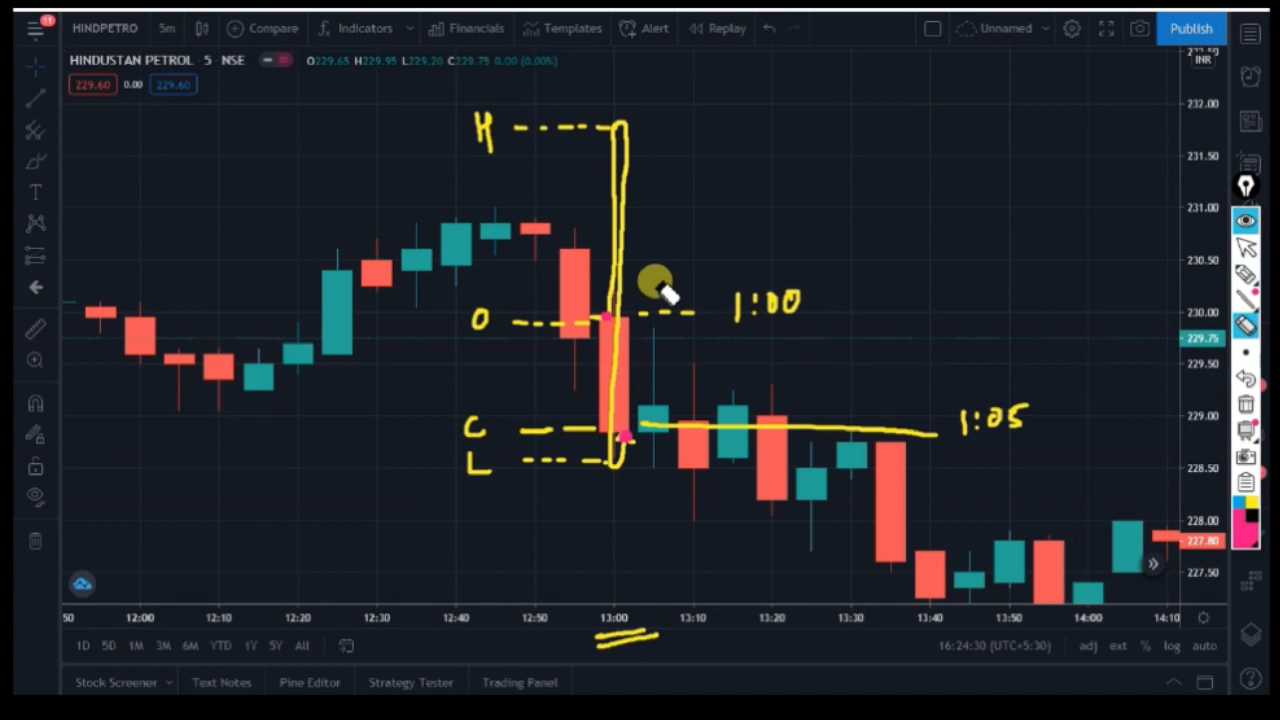 11
HINDPETRO 5m Compare Indicators Financials Templates Alert Replay Unnamed Publish
HINDUSTAN PETROL · 5 · NSE O229.65 H229.95 L229.20 C229.75 0.00 (0.00%)
INR
229.60 0.00 229.60
232.00
H
231.50
231.00
230.50
1:00
O
230.00
229.75
229.50
229.00
1:05
C
L
228.50
228.00
227.80
227.50
50 12:00 12:10 12:20 12:30 12:40 12:50 13:00 13:10 13:20 13:30 13:40 13:50 14:00 14:10
1D 5D 1M 3M 6M YTD 1Y 5Y All 16:24:30 (UTC+5:30) adj ext % log auto
Stock Screener Text Notes Pine Editor Strategy Tester Trading Panel